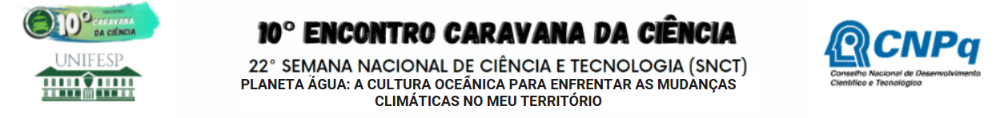 ENCONTRO
10° CARAVANA
DA CIÊNCIA
UNIFESP
10° ENCONTRO CARAVANA DA CIÊNCIA
22° SEMANA NACIONAL DE CIÊNCIA E TECNOLOGIA (SNCT)
PLANETA ÁGUA: A CULTURA OCEÂNICA PARA ENFRENTAR AS MUDANÇAS
CLIMÁTICAS NO MEU TERRITÓRIO
CNPq
Conselho Nacional de Desenvolvimento
Científico e Tecnológico